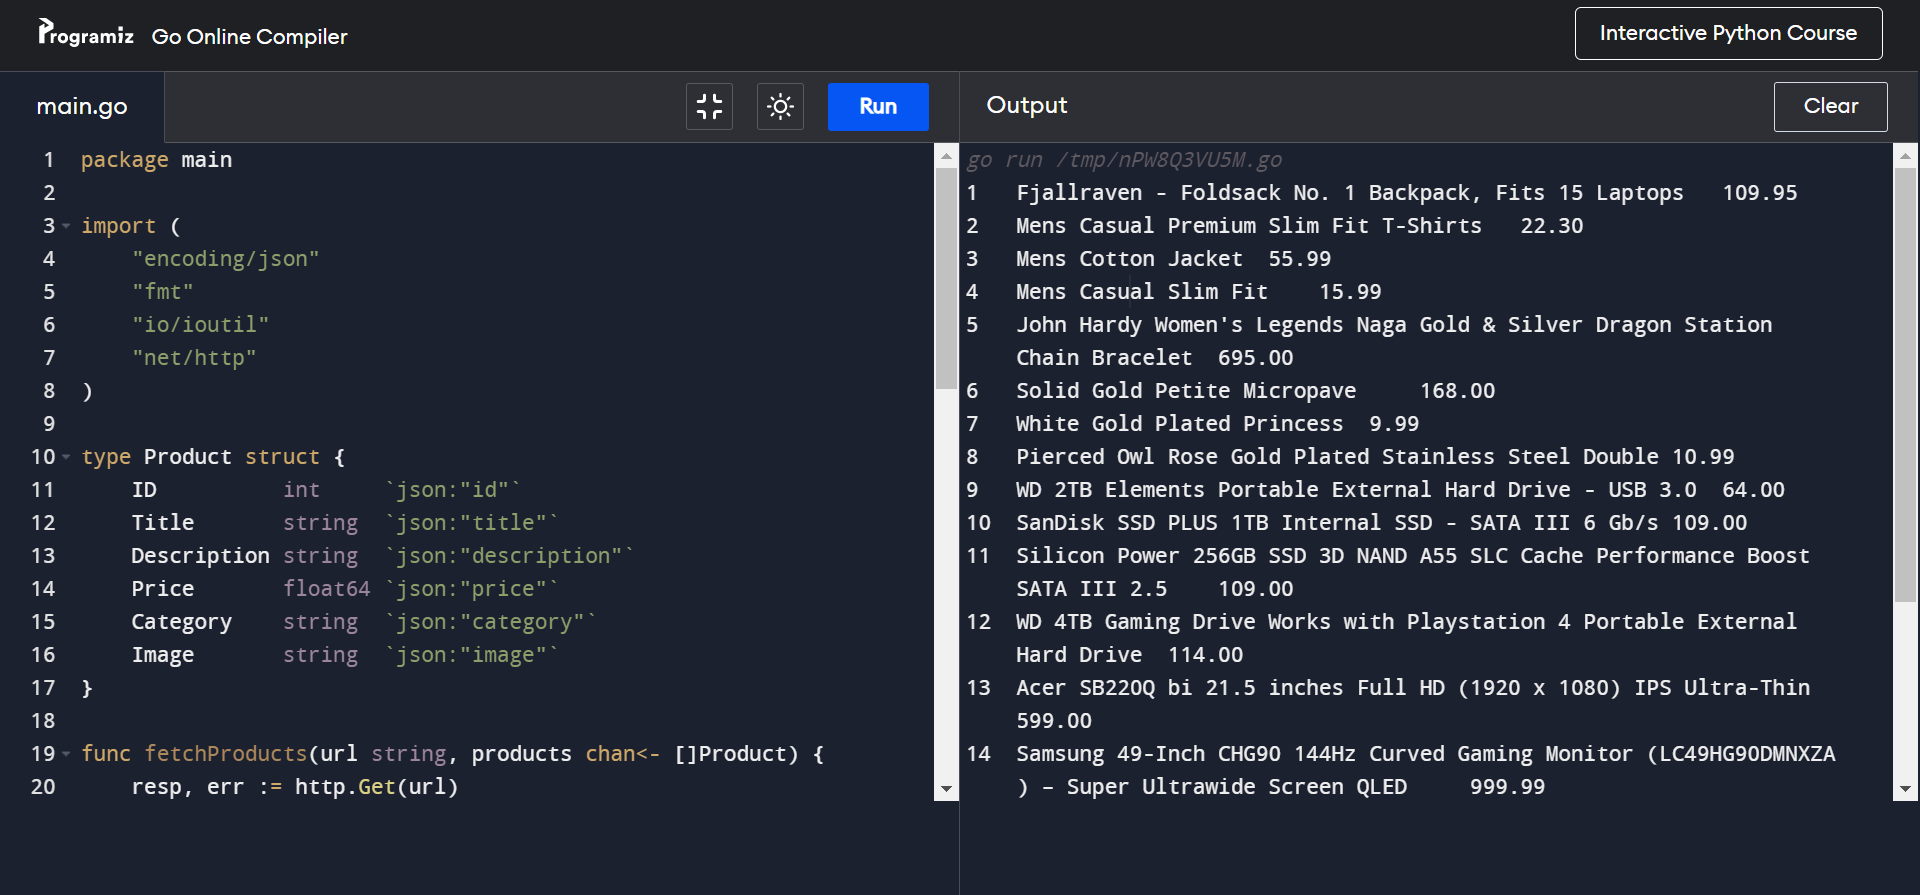 Programiz Go Online Compiler
Interactive Python Course
main.go
Run
Output
Clear
1 package main
2
3 import (
4 "encoding/json"
5 "fmt"
6 "io/ioutil"
7 "net/http"
8 )
9
10 type Product struct {
11 ID int `json:"id"`
12 Title string `json:"title"`
13 Description string `json:"description"`
14 Price float64 `json:"price"`
15 Category string `json:"category"`
16 Image string `json:"image"`
17 }
18
19 func fetchProducts(url string, products chan<- []Product) {
20 resp, err := http.Get(url)
go run /tmp/nPW8Q3VU5M.go
1 Fjallraven - Foldsack No. 1 Backpack, Fits 15 Laptops 109.95
2 Mens Casual Premium Slim Fit T-Shirts 22.30
3 Mens Cotton Jacket 55.99
4 Mens Casual Slim Fit 15.99
5 John Hardy Women's Legends Naga Gold & Silver Dragon Station
Chain Bracelet 695.00
6 Solid Gold Petite Micropave 168.00
7 White Gold Plated Princess 9.99
8 Pierced Owl Rose Gold Plated Stainless Steel Double 10.99
9 WD 2TB Elements Portable External Hard Drive - USB 3.0 64.00
10 SanDisk SSD PLUS 1TB Internal SSD - SATA III 6 Gb/s 109.00
11 Silicon Power 256GB SSD 3D NAND A55 SLC Cache Performance Boost
SATA III 2.5 109.00
12 WD 4TB Gaming Drive Works with Playstation 4 Portable External
Hard Drive 114.00
13 Acer SB220Q bi 21.5 inches Full HD (1920 x 1080) IPS Ultra-Thin
599.00
14 Samsung 49-Inch CHG90 144Hz Curved Gaming Monitor (LC49HG90DMNXZA
) – Super Ultrawide Screen QLED 999.99